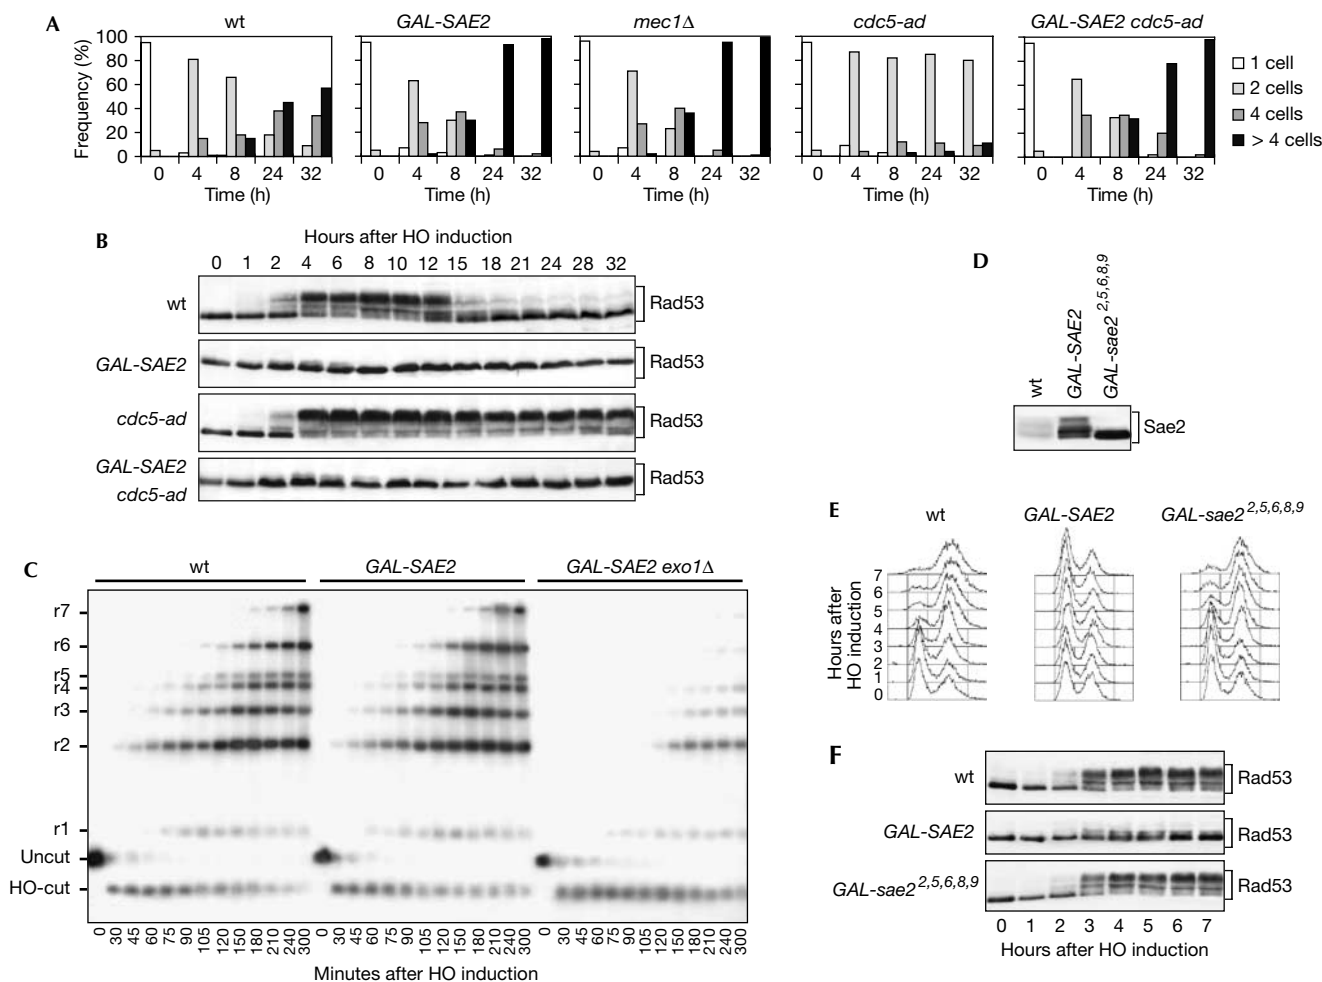 A
wt
GAL-SAE2
mec1Δ
cdc5-ad
GAL-SAE2 cdc5-ad
Frequency (%)
100
80
60
40
20
0
0 4 8 24 32
0 4 8 24 32
0 4 8 24 32
0 4 8 24 32
0 4 8 24 32
Time (h)
Time (h)
Time (h)
Time (h)
Time (h)
1 cell
2 cells
4 cells
> 4 cells
B
Hours after HO induction
0 1 2 4 6 8 10 12 15 18 21 24 28 32
wt
Rad53
GAL-SAE2
Rad53
cdc5-ad
Rad53
GAL-SAE2
cdc5-ad
Rad53
C
wt
GAL-SAE2
GAL-SAE2 exo1Δ
r7
r6
r5
r4
r3
r2
r1
Uncut
HO-cut
0 30 45 60 75 90 105 120 150 180 210 240 300
0 30 45 60 75 90 105 120 150 180 210 240 300
0 30 45 60 75 90 105 120 150 180 210 240 300
Minutes after HO induction
D
wt
GAL-SAE2
GAL-sae2 2,5,6,8,9
Sae2
E
wt
GAL-SAE2
GAL-sae2 2,5,6,8,9
Hours after
HO induction
7
6
5
4
3
2
1
0
F
wt
Rad53
GAL-SAE2
Rad53
GAL-sae2 2,5,6,8,9
Rad53
0 1 2 3 4 5 6 7
Hours after HO induction